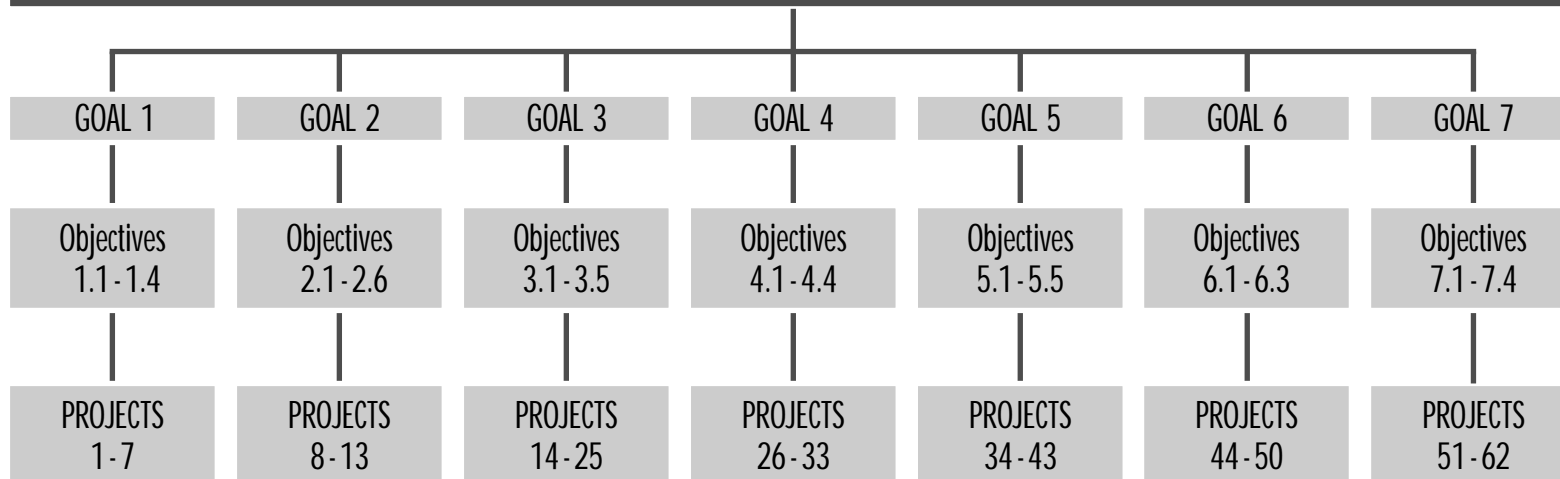 GOAL 1
GOAL 2
GOAL 3
GOAL 4
GOAL 5
GOAL 6
GOAL 7
Objectives
1.1 - 1.4
Objectives
2.1 - 2.6
Objectives
3.1 - 3.5
Objectives
4.1 - 4.4
Objectives
5.1 - 5.5
Objectives
6.1 - 6.3
Objectives
7.1 - 7.4
PROJECTS
1 - 7
PROJECTS
8 - 13
PROJECTS
14 - 25
PROJECTS
26 - 33
PROJECTS
34 - 43
PROJECTS
44 - 50
PROJECTS
51 - 62